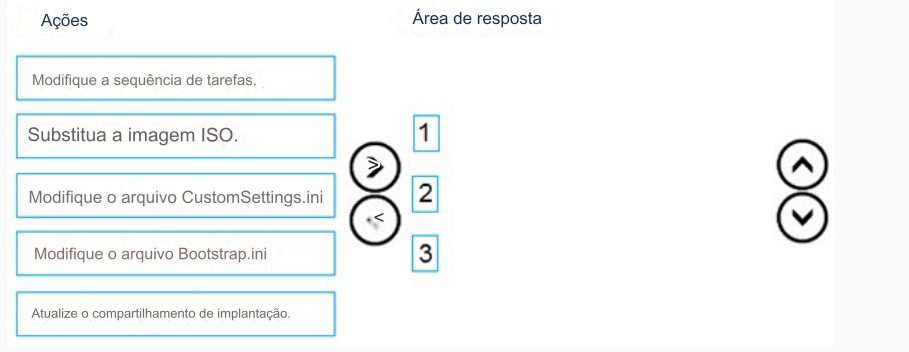 Ações
Área de resposta
Modifique a sequência de tarefas.
Substitua a imagem ISO.
Modifique o arquivo CustomSettings.ini
Modifique o arquivo Bootstrap.ini
Atualize o compartilhamento de implantação.
1
2
3